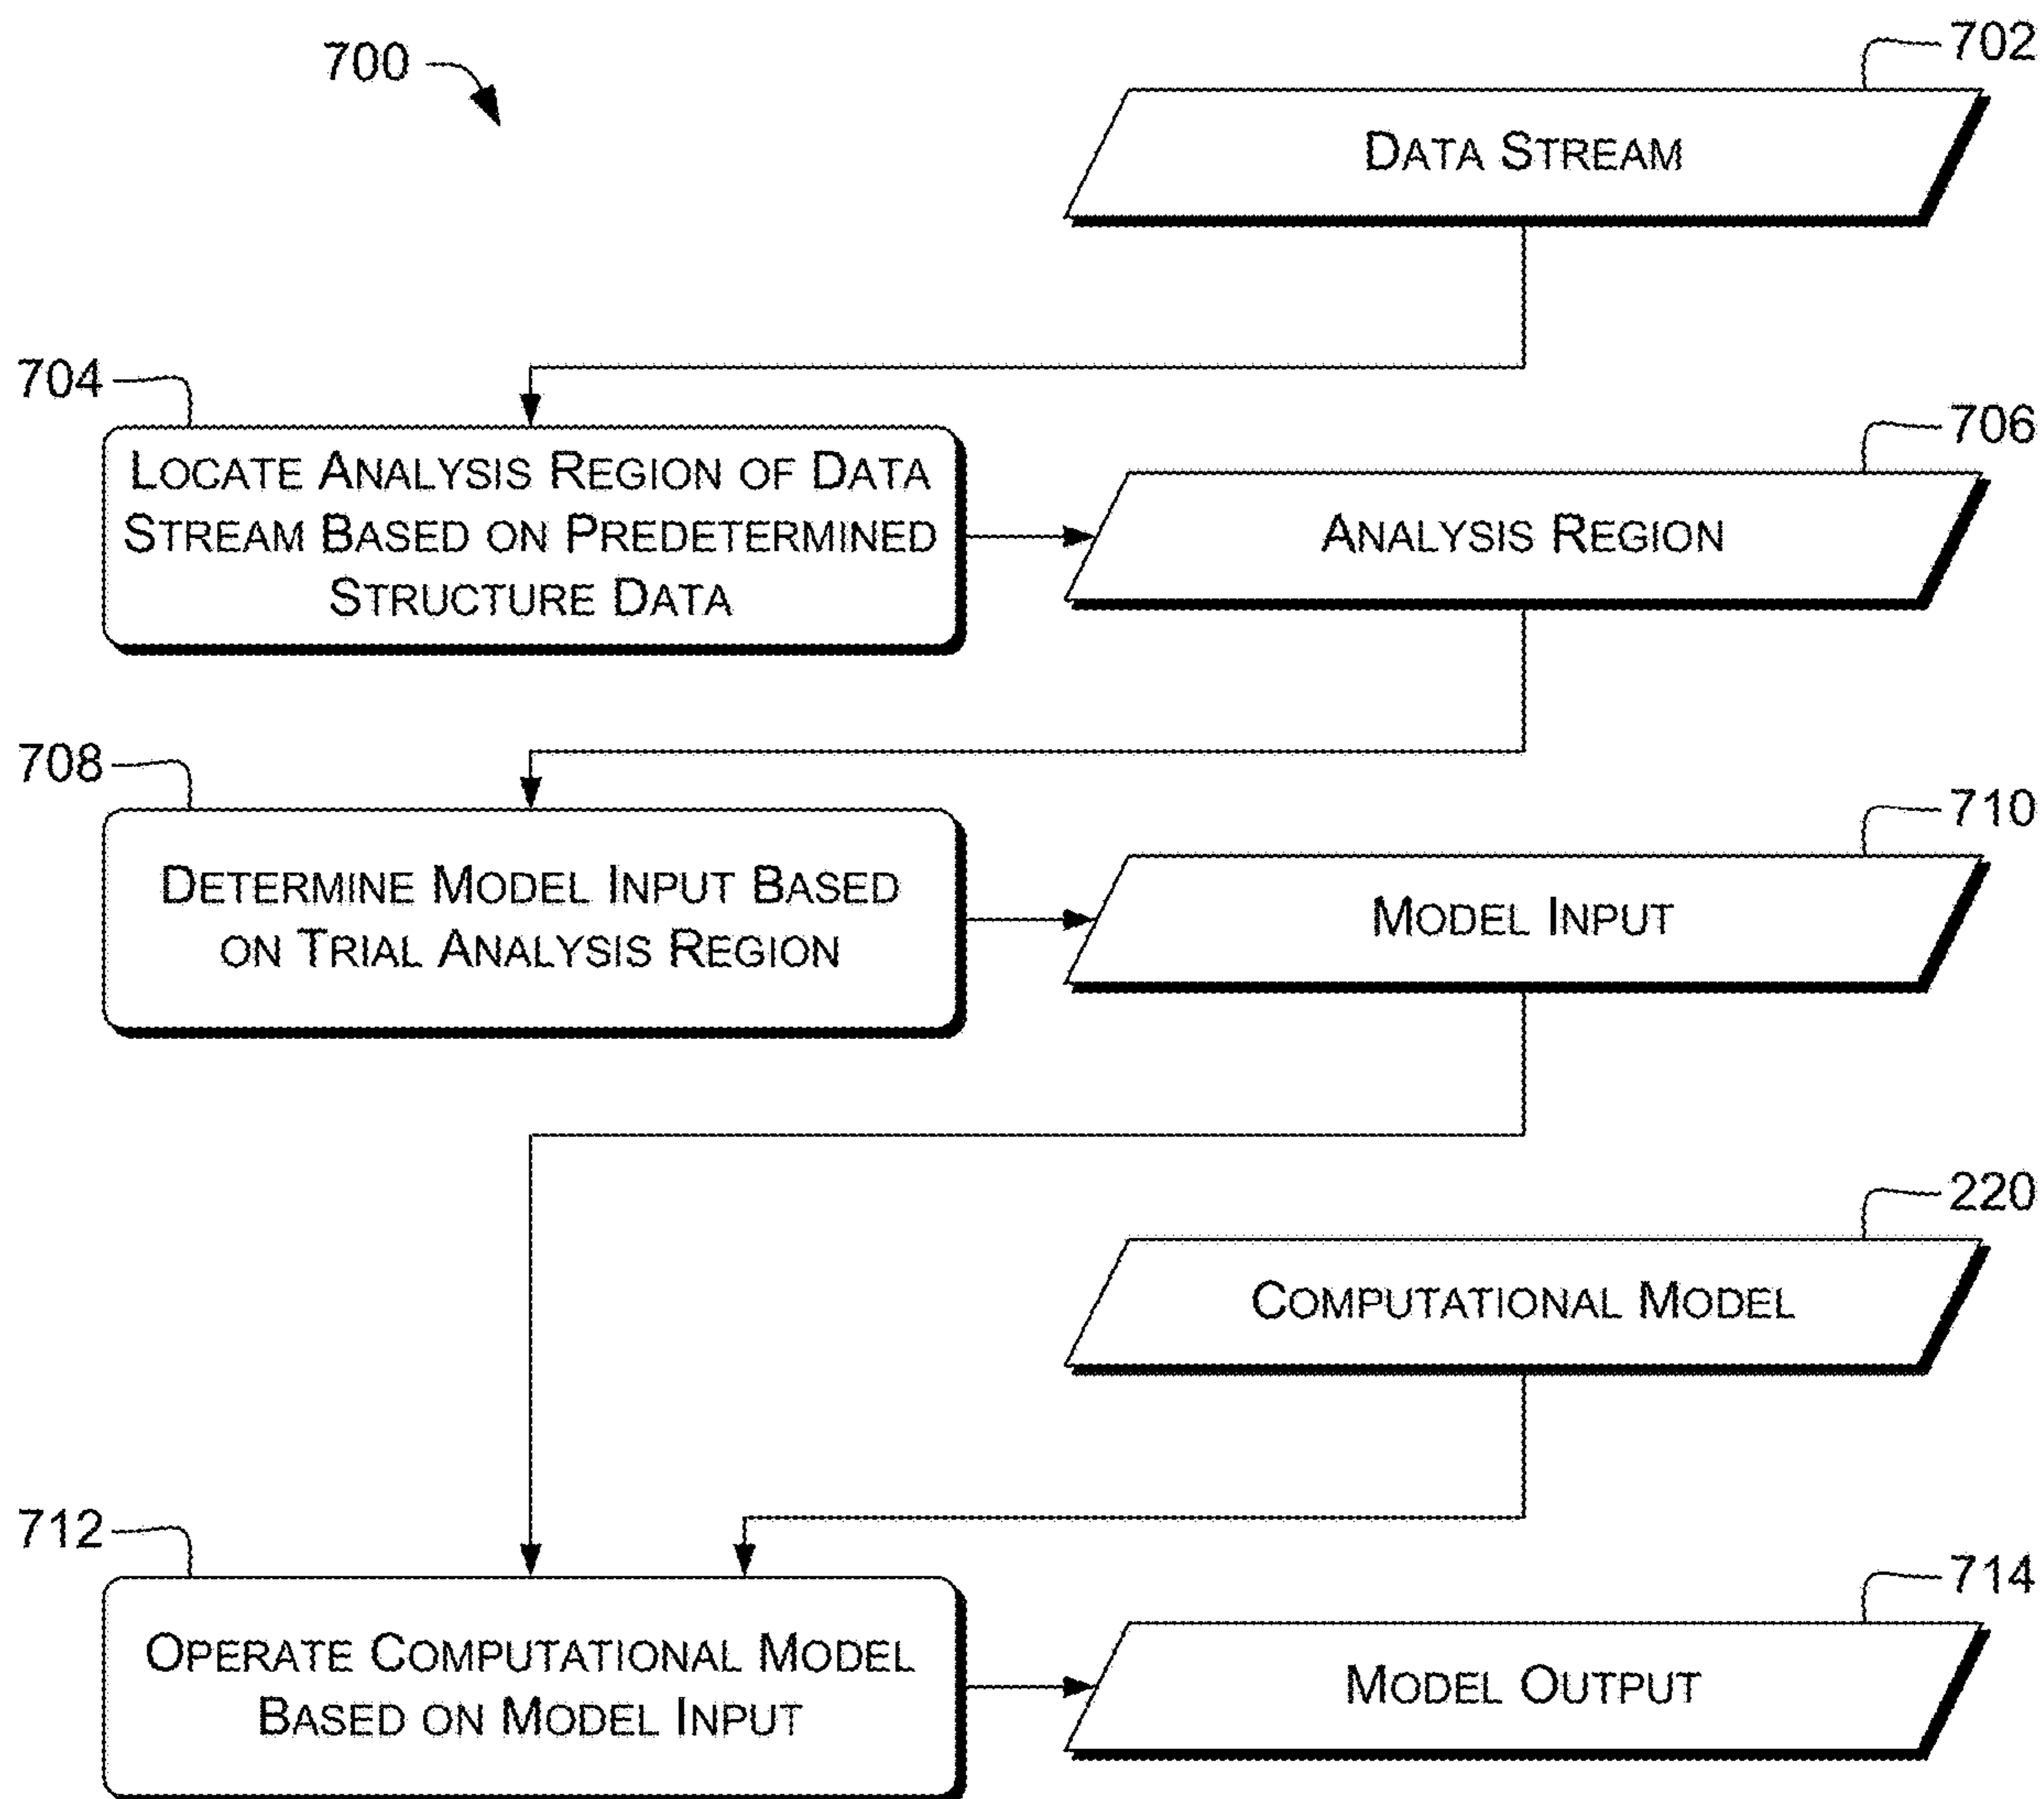 700
702
DATA STREAM
704
LOCATE ANALYSIS REGION OF DATA
STREAM BASED ON PREDETERMINED
STRUCTURE DATA
706
ANALYSIS REGION
708
DETERMINE MODEL INPUT BASED
ON TRIAL ANALYSIS REGION
710
MODEL INPUT
220
COMPUTATIONAL MODEL
712
OPERATE COMPUTATIONAL MODEL
BASED ON MODEL INPUT
714
MODEL OUTPUT